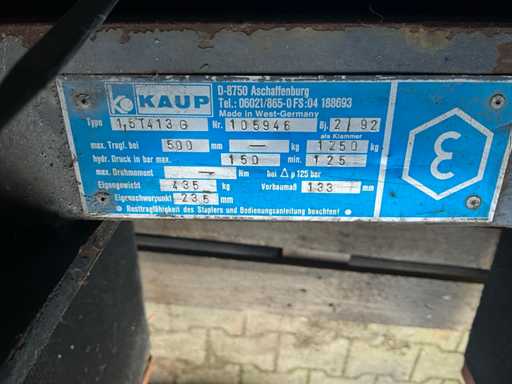 KAUP
D-8750 Aschaffenburg
Tel.: 06021/865-0 FS:04 188693
Made in West-Germany
Type 1,5T413G Nr. 105946 Bj. 2/92
als Klammer
max. Tragf. bei 500 mm — kg 1250 kg
hydr. Druck in bar max. 150 min. 125
max. Drehmoment — Nm bei Δ p 125 bar
Eigengewicht 435 kg Vorbaumaß 133 mm
Eigenschwerpunkt 235 mm
• Resttragfähigkeit des Staplers und Bedienungsanleitung beachten! •